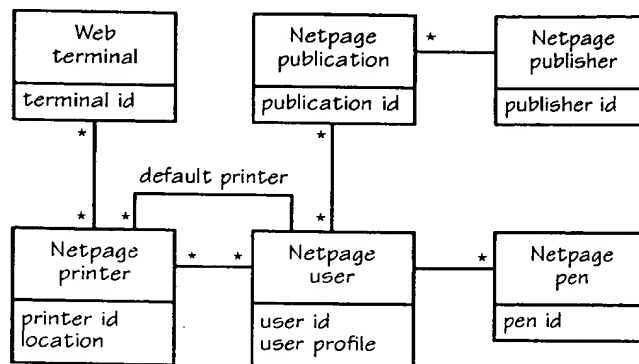 Web
terminal
terminal id
Netpage
publication
publication id
*
Netpage
publisher
publisher id
*
*
default printer
*
*
*
Netpage
printer
printer id
location
*
*
Netpage
user
user id
user profile
*
Netpage
pen
pen id